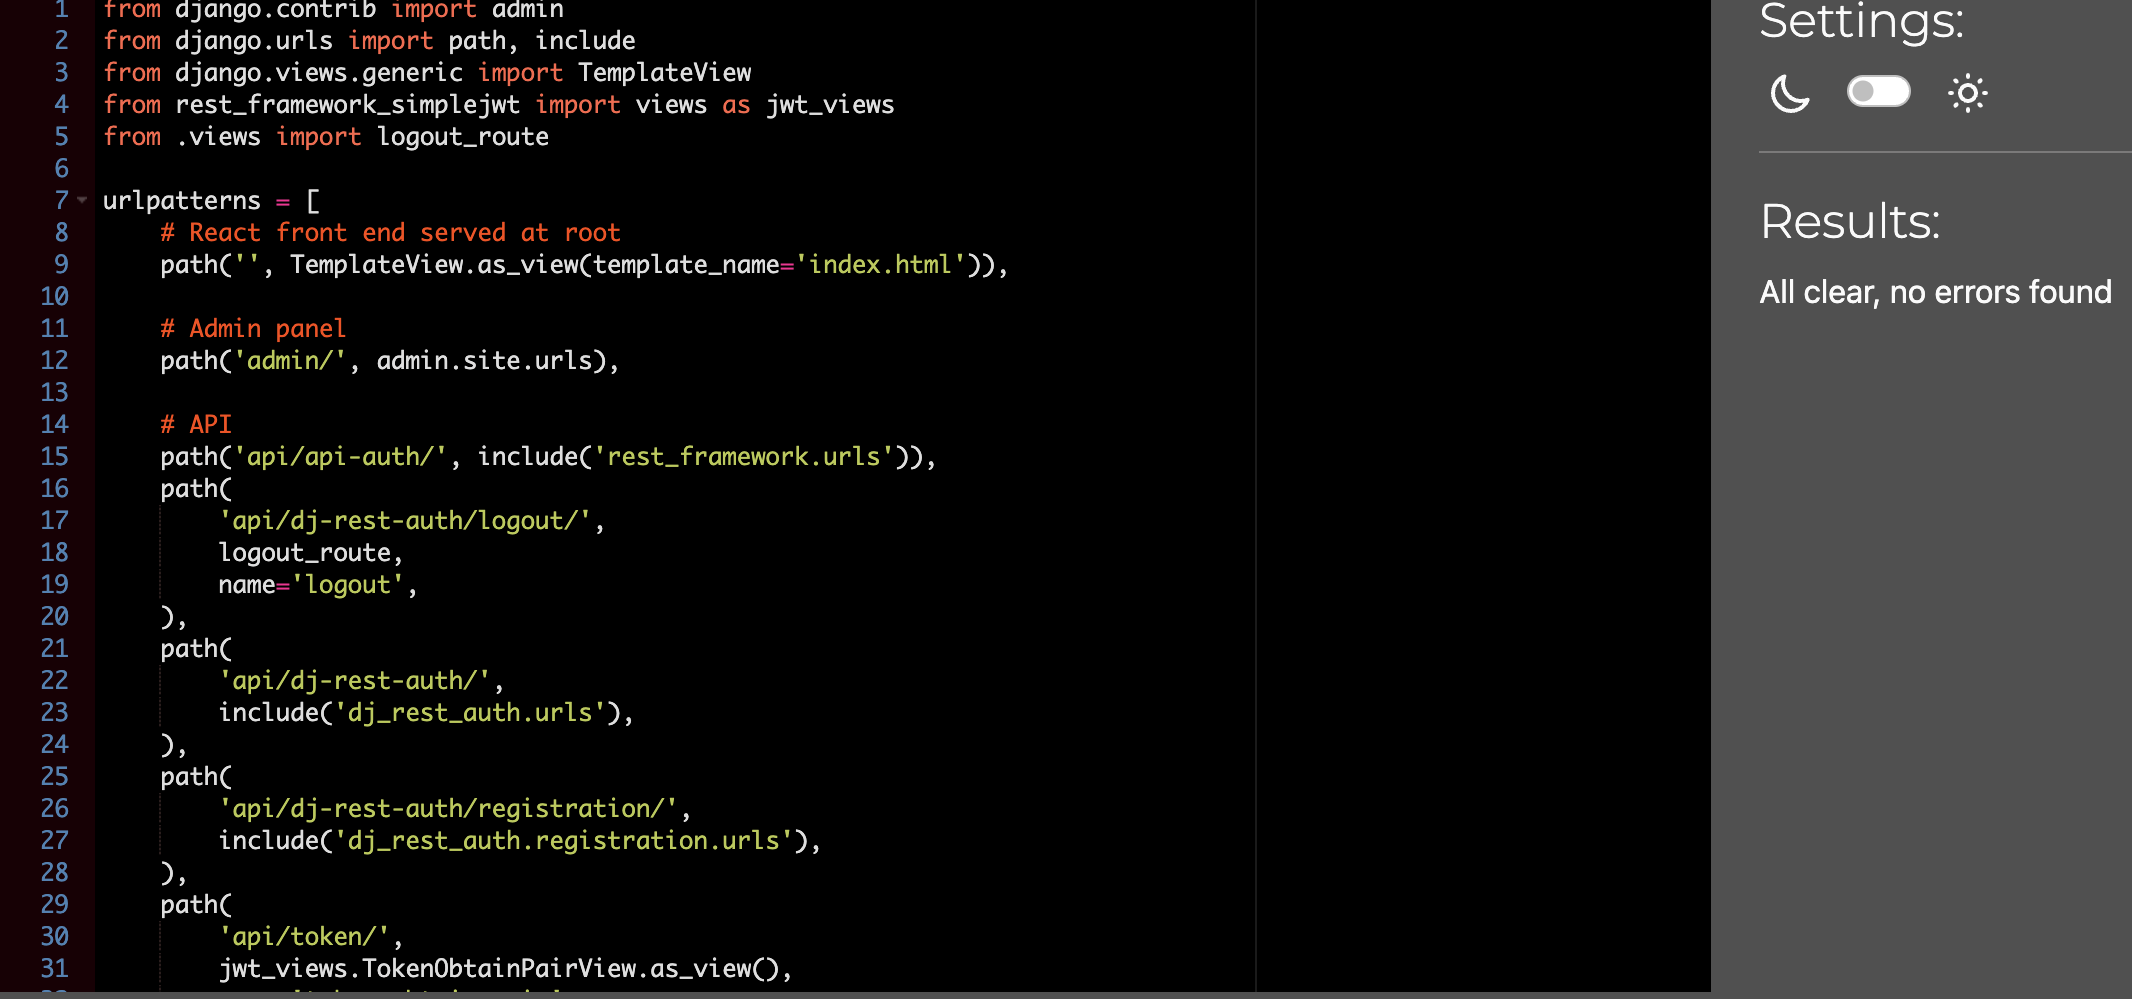 1 from django.contrib import admin
2 from django.urls import path, include
3 from django.views.generic import TemplateView
4 from rest_framework_simplejwt import views as jwt_views
5 from .views import logout_route
6
7 urlpatterns = [
8     # React front end served at root
9     path('', TemplateView.as_view(template_name='index.html')),
10
11     # Admin panel
12     path('admin/', admin.site.urls),
13
14     # API
15     path('api/api-auth/', include('rest_framework.urls')),
16     path(
17         'api/dj-rest-auth/logout/',
18         logout_route,
19         name='logout',
20     ),
21     path(
22         'api/dj-rest-auth/',
23         include('dj_rest_auth.urls'),
24     ),
25     path(
26         'api/dj-rest-auth/registration/',
27         include('dj_rest_auth.registration.urls'),
28     ),
29     path(
30         'api/token/',
31         jwt_views.TokenObtainPairView.as_view(),
Settings:
Results:
All clear, no errors found